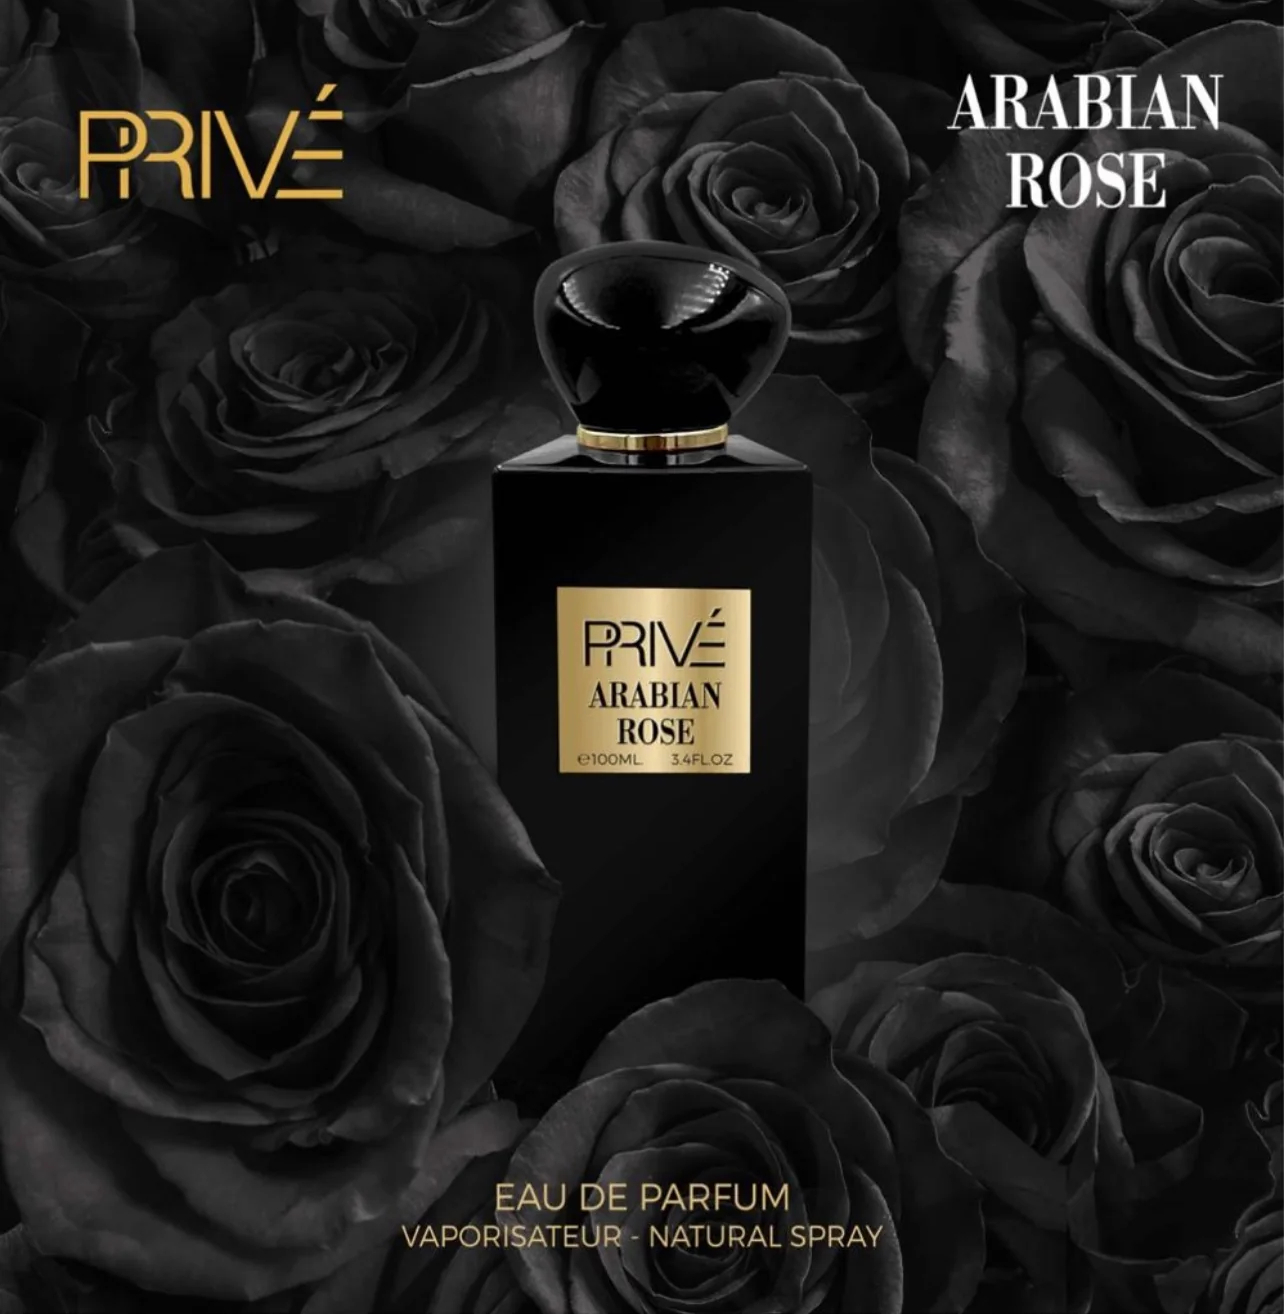 PRIVÉ
ARABIAN
ROSE
PRIVÉ
ARABIAN
ROSE
℮100ML 3.4FL.OZ
EAU DE PARFUM
VAPORISATEUR - NATURAL SPRAY